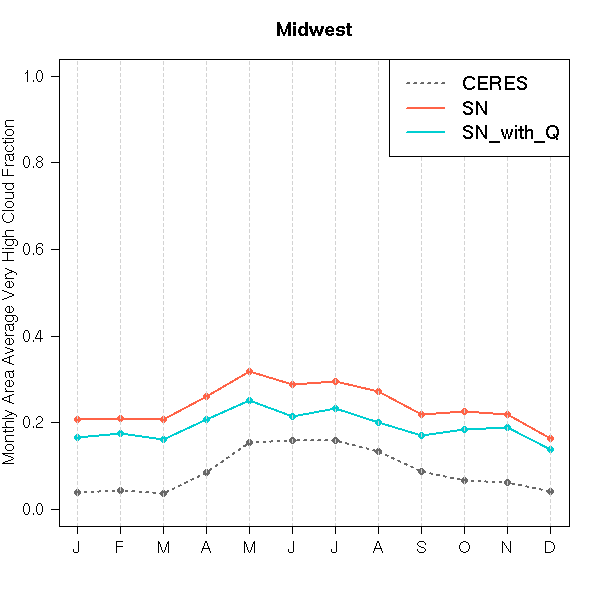 Midwest
CERES
SN
SN_with_Q
Monthly Area Average Very High Cloud Fraction
1.0
0.8
0.6
0.4
0.2
0.0
J F M A M J J A S O N D